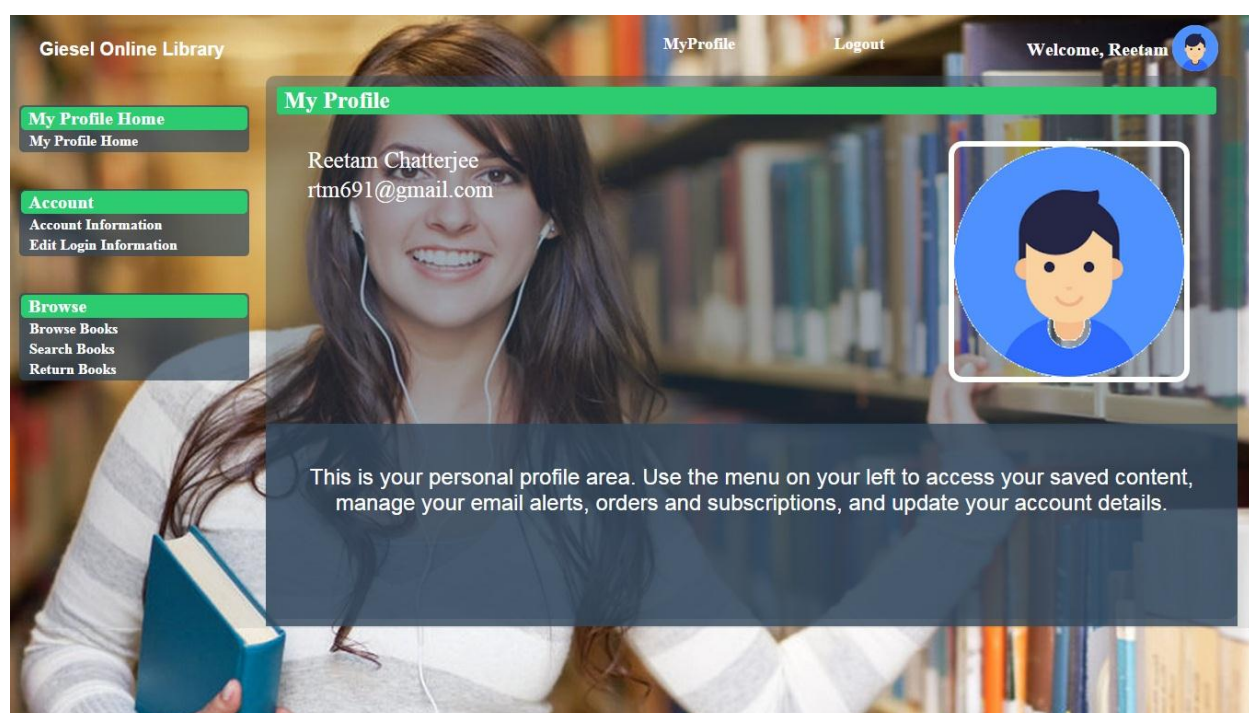 Giesel Online Library
MyProfile
Logout
Welcome, Reetam
My Profile Home
My Profile Home
Account
Account Information
Edit Login Information
Browse
Browse Books
Search Books
Return Books
My Profile
Reetam Chatterjee
rtm691@gmail.com
This is your personal profile area. Use the menu on your left to access your saved content,
manage your email alerts, orders and subscriptions, and update your account details.